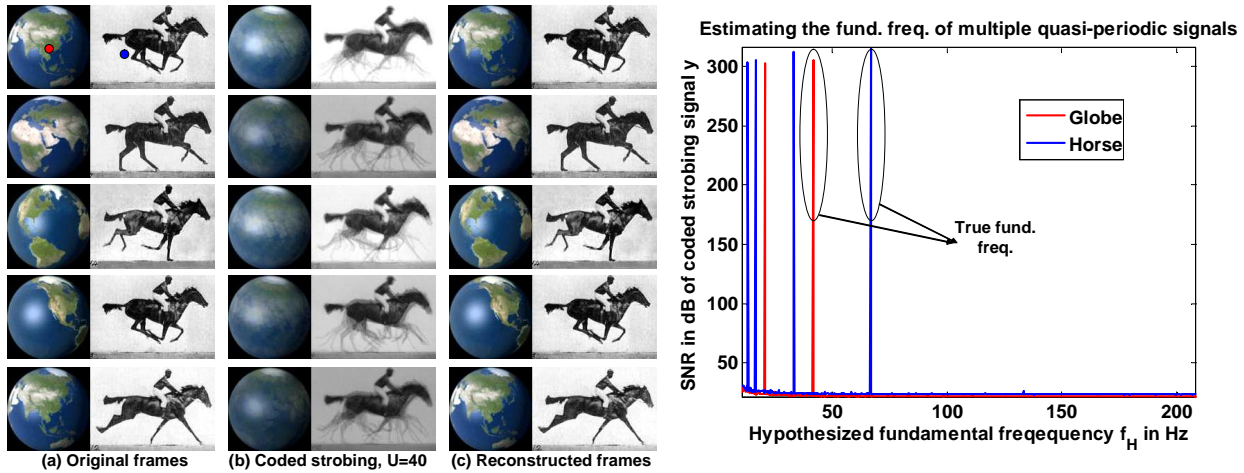 (a) Original frames
(b) Coded strobing, U=40
(c) Reconstructed frames
Estimating the fund. freq. of multiple quasi-periodic signals
SNR in dB of coded strobing signal y
300
250
200
150
100
50
Globe
Horse
True fund.
freq.
50
100
150
200
Hypothesized fundamental freqequency f_H in Hz